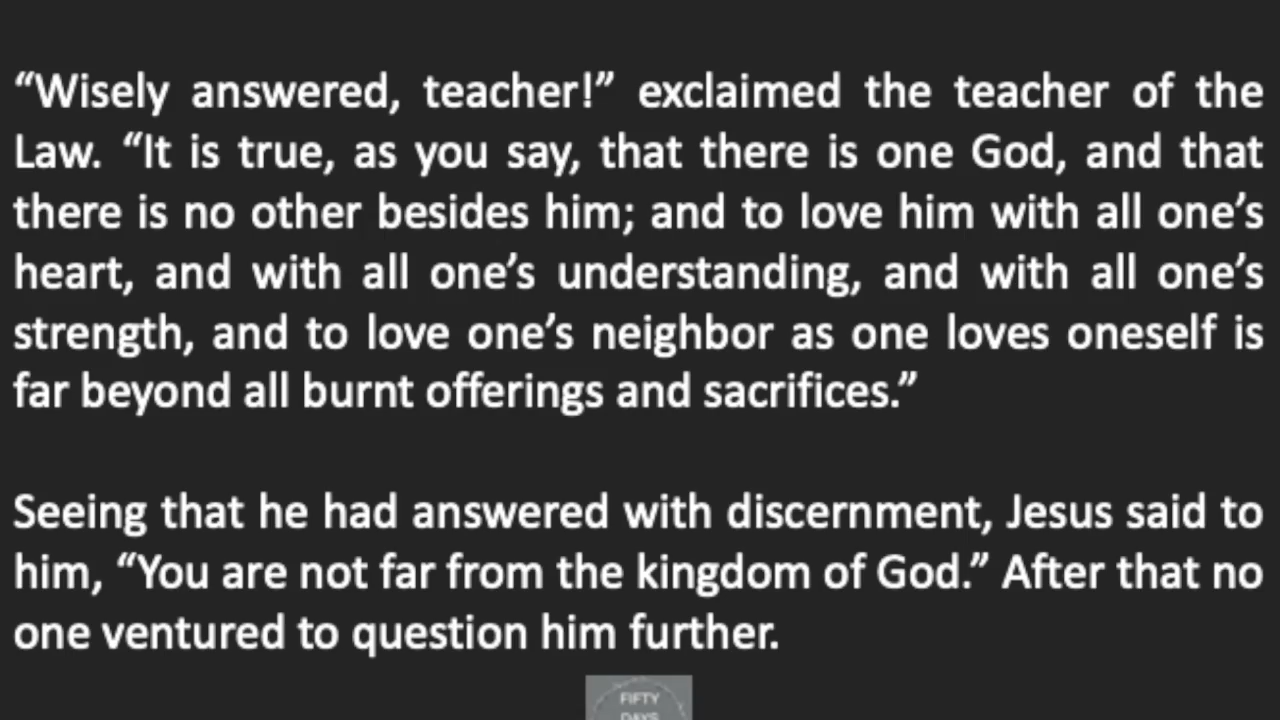 “Wisely answered, teacher!” exclaimed the teacher of the
Law. “It is true, as you say, that there is one God, and that
there is no other besides him; and to love him with all one’s
heart, and with all one’s understanding, and with all one’s
strength, and to love one’s neighbor as one loves oneself is
far beyond all burnt offerings and sacrifices.”
Seeing that he had answered with discernment, Jesus said to
him, “You are not far from the kingdom of God.” After that no
one ventured to question him further.
FIFTY
DAYS